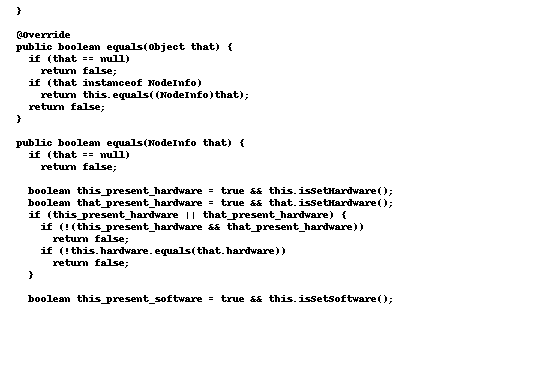 }
@Override
public boolean equals(Object that) {
if (that == null)
return false;
if (that instanceof NodeInfo)
return this.equals((NodeInfo)that);
return false;
}
public boolean equals(NodeInfo that) {
if (that == null)
return false;
boolean this_present_hardware = true && this.isSetHardware();
boolean that_present_hardware = true && that.isSetHardware();
if (this_present_hardware || that_present_hardware) {
if (!(this_present_hardware && that_present_hardware))
return false;
if (!this.hardware.equals(that.hardware))
return false;
}
boolean this_present_software = true && this.isSetSoftware();